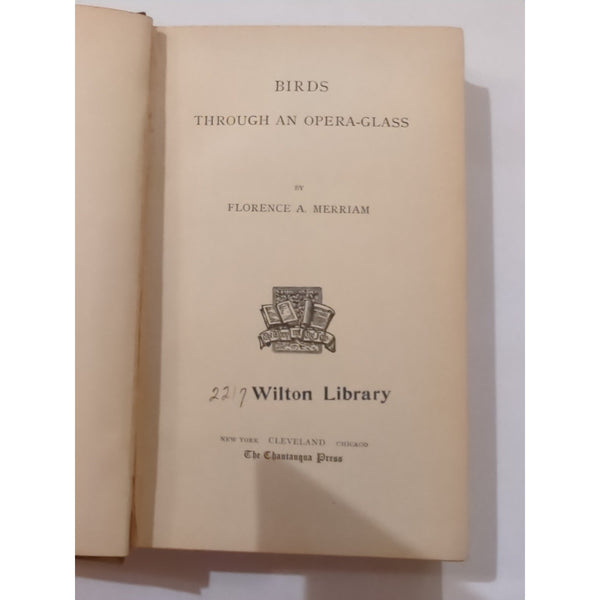 BIRDS
THROUGH AN OPERA-GLASS
BY
FLORENCE A. MERRIAM
2217 Wilton Library
NEW YORK CLEVELAND CHICAGO
The Chautauqua Press